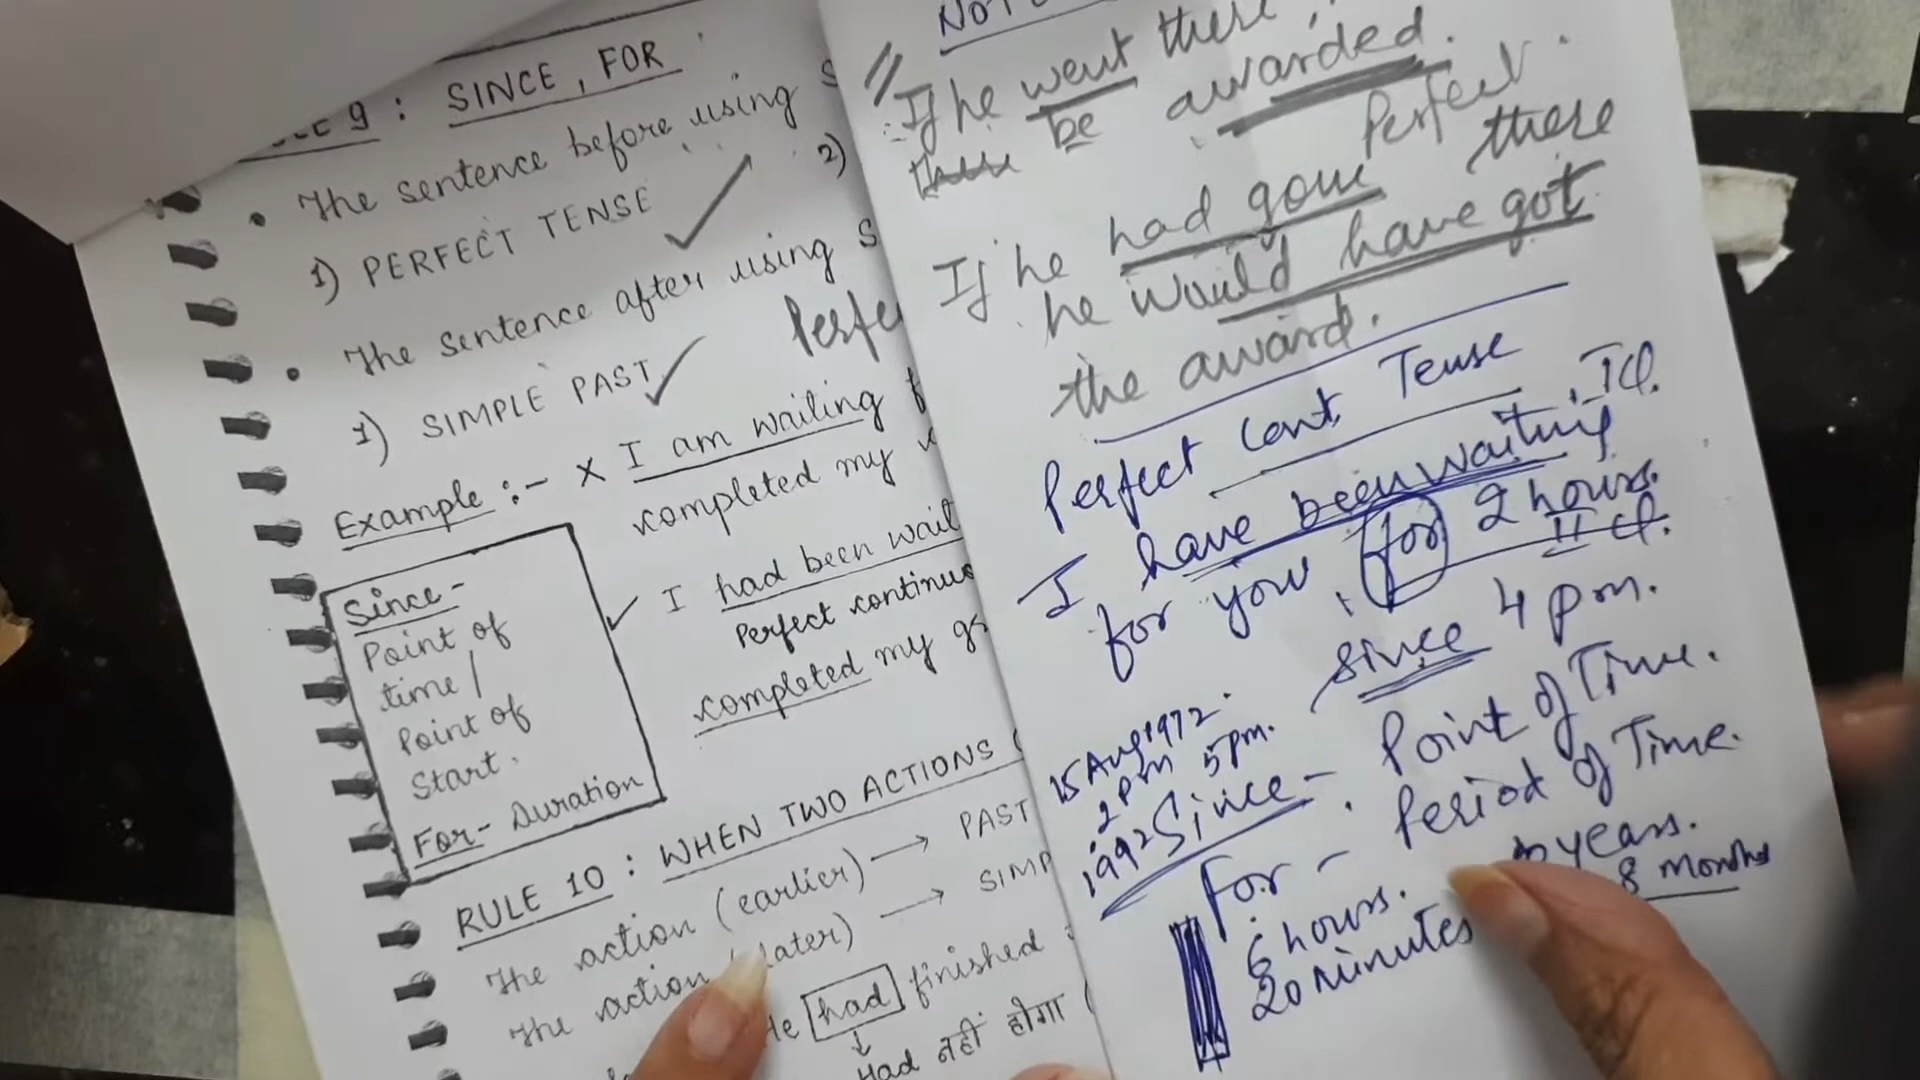 9 : SINCE, FOR
• The sentence before using S
1) PERFECT TENSE
2)
• The sentence after using S
1) SIMPLE PAST
Perfe
Example :- × I am waiting f
completed my
✓ I had been wait
Perfect continuo
completed my gr
Since -
Point of
time /
Point of
Start.
For - Duration
RULE 10 : WHEN TWO ACTIONS
The action (earlier) → PAST
The action (later) → SIMP
He had finished
Had नहीं होगा (
NOT
If he went there,
be awarded.
Perfect.
If he had gone there
he would have got
the award.
Perfect Cont. Tense
I have been waiting
for you, for 2 hours.
since 4 pm.
15 Aug 1972.
2 pm 5 pm.
1992
Since - Point of Time.
For - Period of Time.
years.
8 months
6 hours.
20 minutes